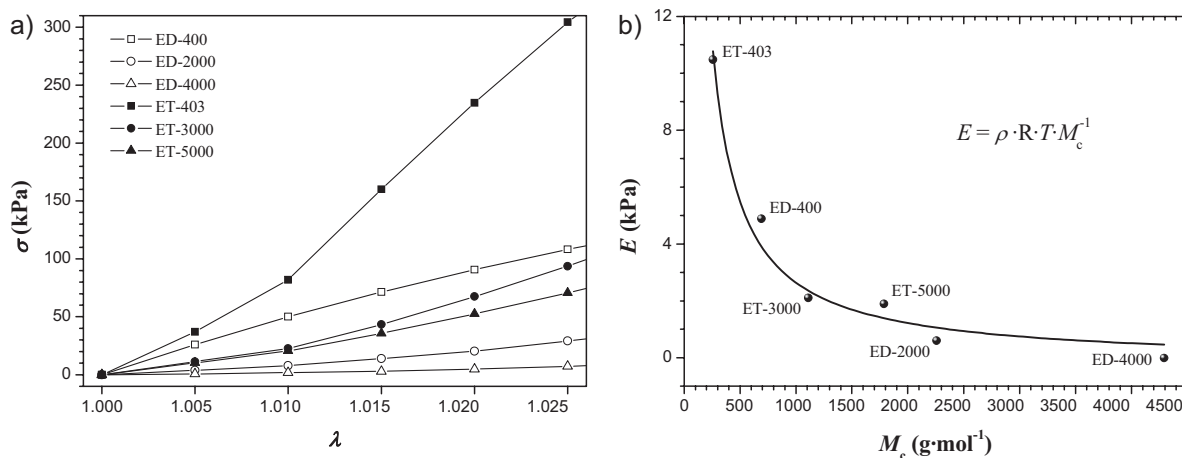 a)
300
250
200
150
100
50
0
σ (kPa)
ED-400
ED-2000
ED-4000
ET-403
ET-3000
ET-5000
1.000 1.005 1.010 1.015 1.020 1.025
λ
b)
12
8
4
0
E (kPa)
ET-403
E = ρ·R·T·M_c^-1
ED-400
ET-5000
ET-3000
ED-2000
ED-4000
0 500 1000 1500 2000 2500 3000 3500 4000 4500
M_c (g·mol⁻¹)